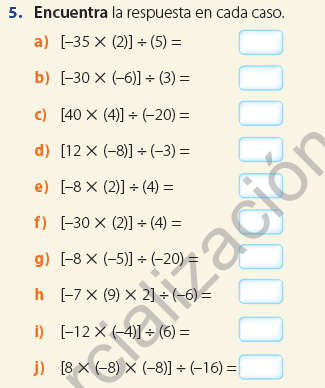 5. Encuentra la respuesta en cada caso.
a) [–35 × (2)] ÷ (5) =
b) [–30 × (–6)] ÷ (3) =
c) [40 × (4)] ÷ (–20) =
d) [12 × (–8)] ÷ (–3) =
e) [–8 × (2)] ÷ (4) =
f) [–30 × (2)] ÷ (4) =
g) [–8 × (–5)] ÷ (–20) =
h [–7 × (9) × 2] ÷ (–6) =
i) [–12 × (–4)] ÷ (6) =
j) [8 × (–8) × (–8)] ÷ (–16) =
rcialización